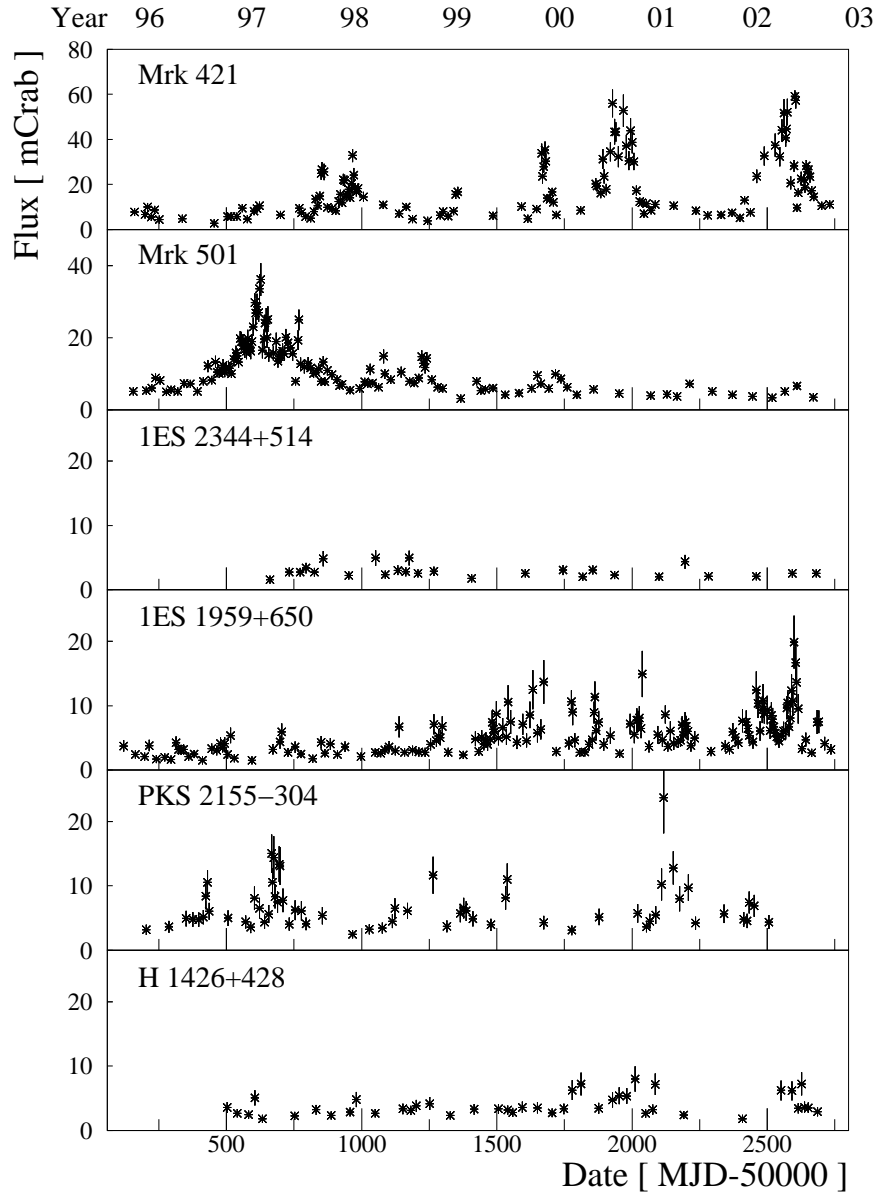 Year 96 97 98 99 00 01 02 03
Flux [ mCrab ]
80
Mrk 421
60
40
20
0
Mrk 501
40
20
0
1ES 2344+514
20
10
0
1ES 1959+650
20
10
0
PKS 2155−304
20
10
0
H 1426+428
20
10
0
500 1000 1500 2000 2500
Date [ MJD-50000 ]